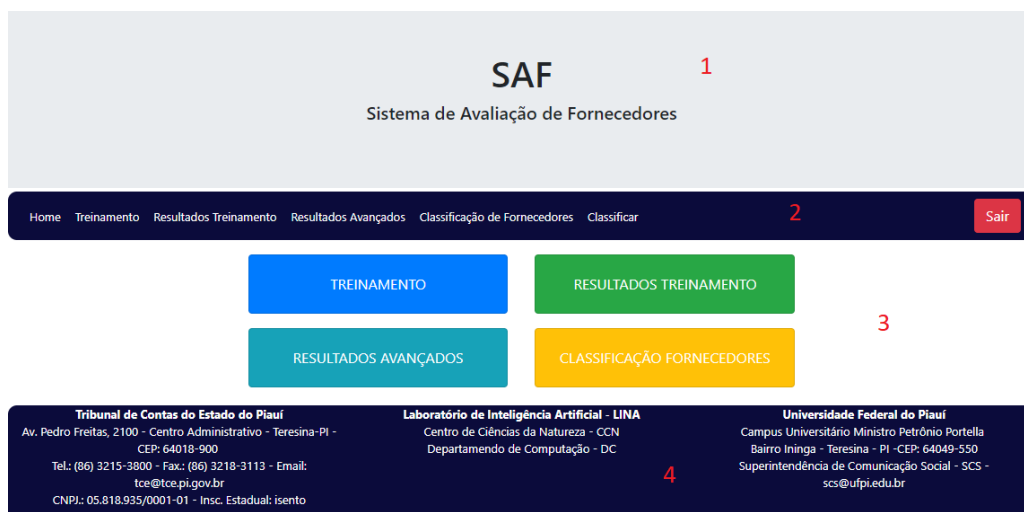 SAF
1
Sistema de Avaliação de Fornecedores
Home Treinamento Resultados Treinamento Resultados Avançados Classificação de Fornecedores Classificar
2
Sair
TREINAMENTO
RESULTADOS TREINAMENTO
3
RESULTADOS AVANÇADOS
CLASSIFICAÇÃO FORNECEDORES
Tribunal de Contas do Estado do Piauí
Av. Pedro Freitas, 2100 - Centro Administrativo - Teresina-PI -
CEP: 64018-900
Tel.: (86) 3215-3800 - Fax.: (86) 3218-3113 - Email:
tce@tce.pi.gov.br
CNPJ.: 05.818.935/0001-01 - Insc. Estadual: isento
Laboratório de Inteligência Artificial - LINA
Centro de Ciências da Natureza - CCN
Departamendo de Computação - DC
4
Universidade Federal do Piauí
Campus Universitário Ministro Petrônio Portella
Bairro Ininga - Teresina - PI -CEP: 64049-550
Superintendência de Comunicação Social - SCS -
scs@ufpi.edu.br